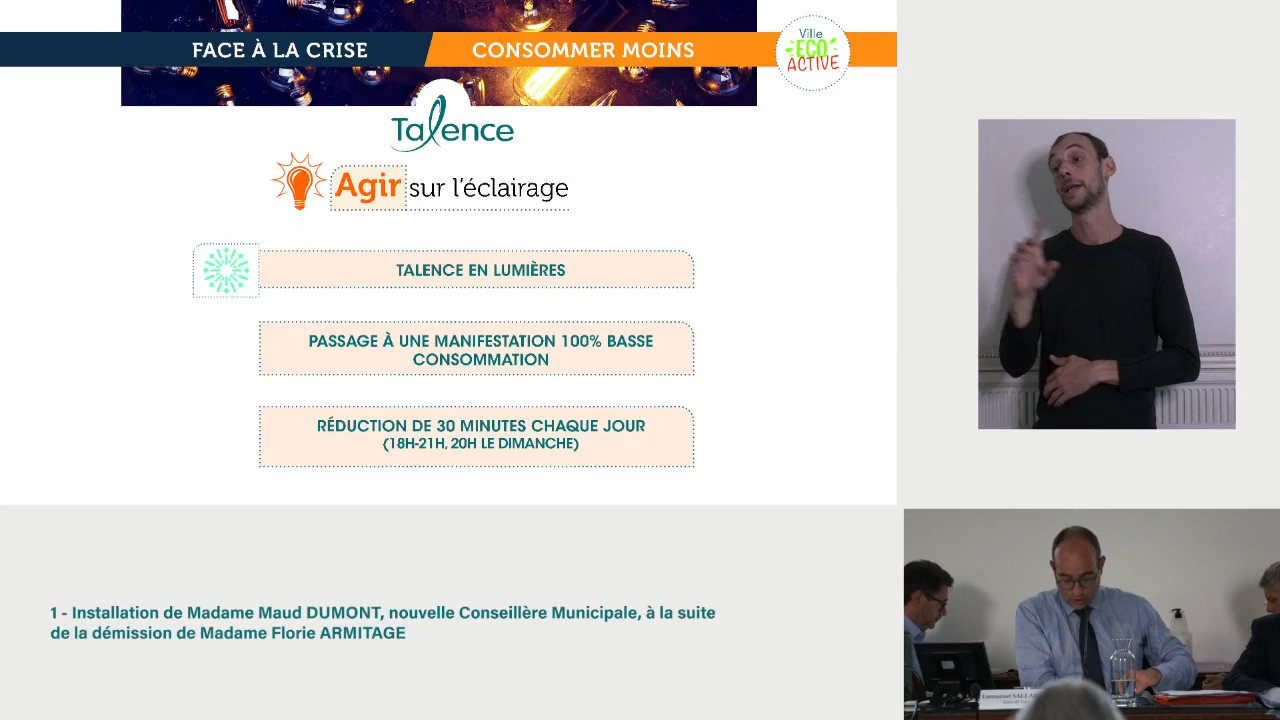 FACE À LA CRISE
CONSOMMER MOINS
Ville
ECO
ACTIVE
Talence
Agir sur l'éclairage
TALENCE EN LUMIÈRES
PASSAGE À UNE MANIFESTATION 100% BASSE
CONSOMMATION
RÉDUCTION DE 30 MINUTES CHAQUE JOUR
(18H-21H, 20H LE DIMANCHE)
1 - Installation de Madame Maud DUMONT, nouvelle Conseillère Municipale, à la suite
de la démission de Madame Florie ARMITAGE
Emmanuel